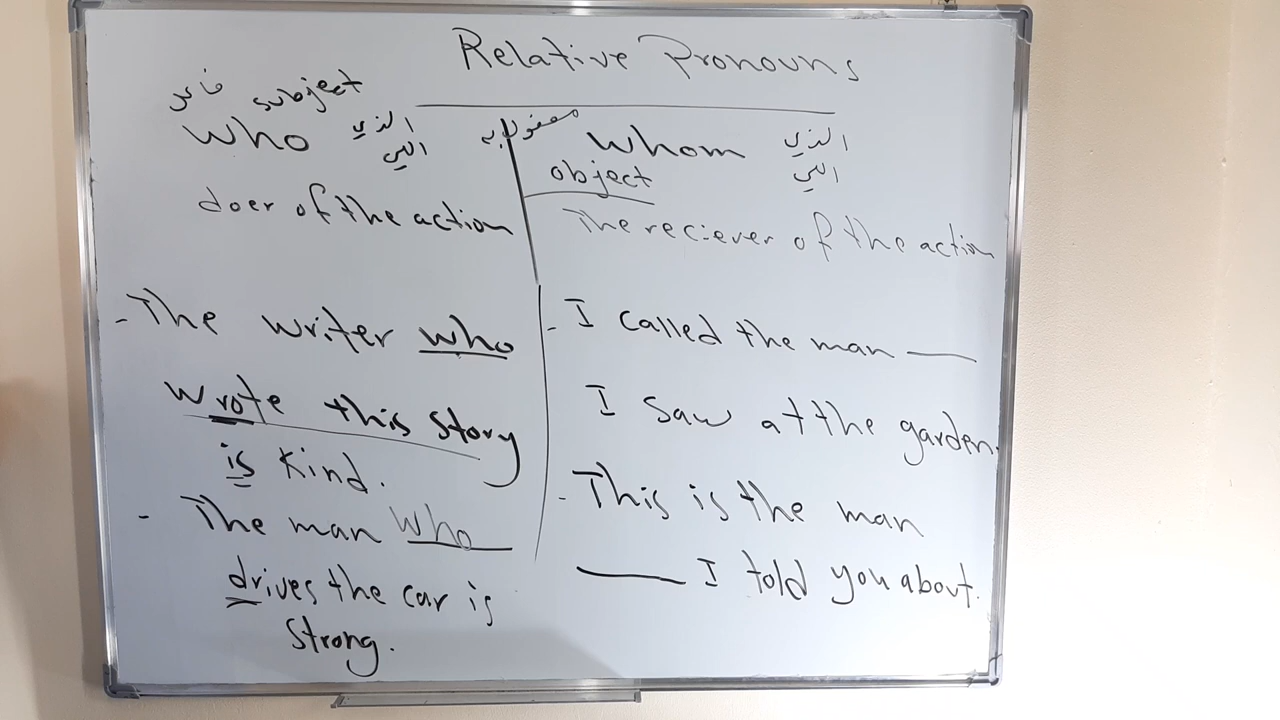 Relative Pronouns
فاعل subject
who الذي
التي
doer of the action
- The writer who
wrote this story
is kind.
- The man who
drives the car is
strong.
مفعول به
whom الذي
التي
object
The reciever of the action
- I called the man ___
I saw at the garden.
- This is the man
___ I told you about.